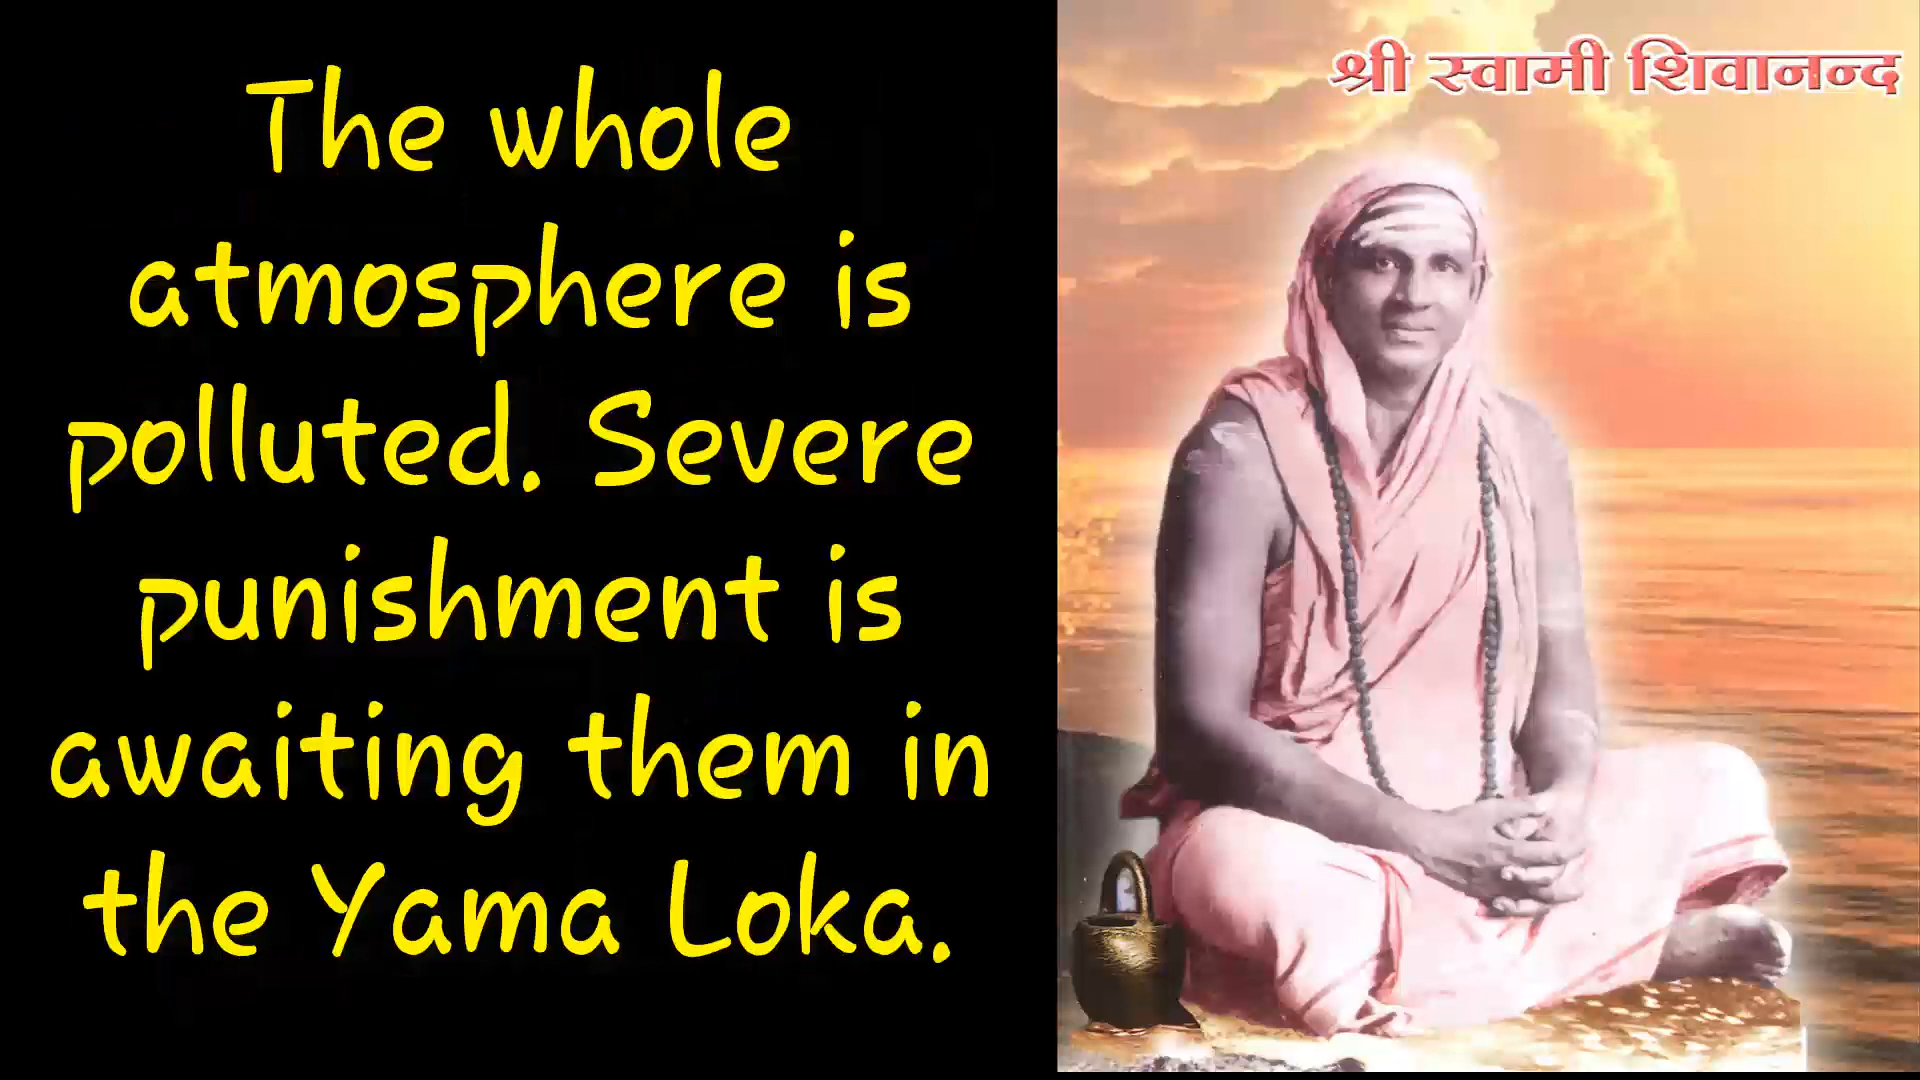 The whole
atmosphere is
polluted. Severe
punishment is
awaiting them in
the Yama Loka.
श्री स्वामी शिवानन्द